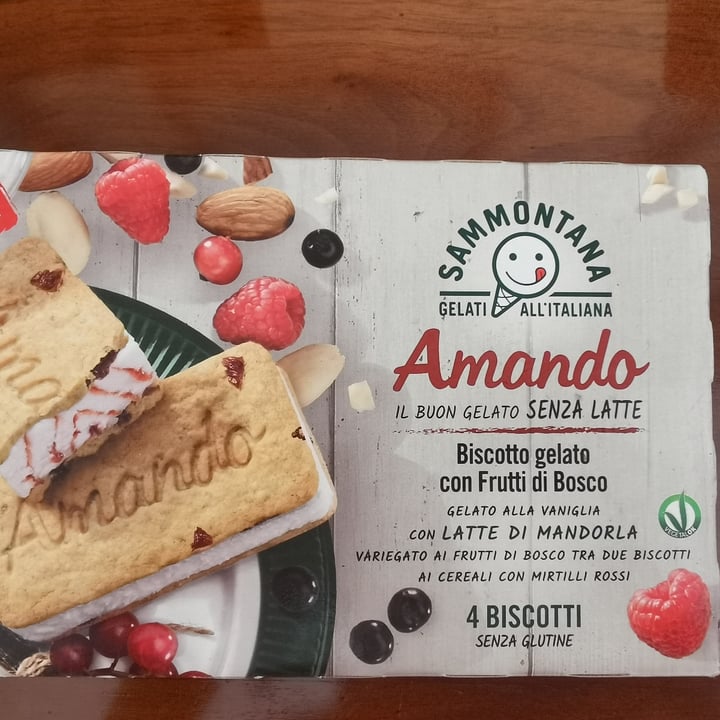 SAMMONTANA
GELATI ALL'ITALIANA
Amando
IL BUON GELATO SENZA LATTE
Biscotto gelato
con Frutti di Bosco
GELATO ALLA VANIGLIA
CON LATTE DI MANDORLA
VARIEGATO AI FRUTTI DI BOSCO TRA DUE BISCOTTI
AI CEREALI CON MIRTILLI ROSSI
4 BISCOTTI
SENZA GLUTINE
Amando